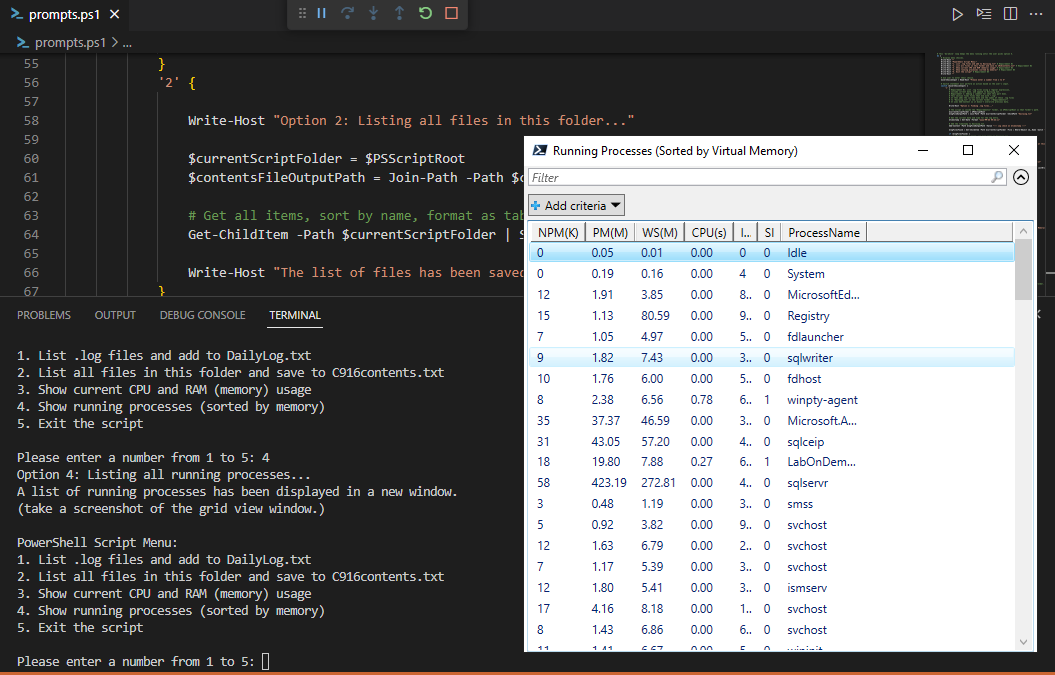 prompts.ps1
prompts.ps1 > ...
55 }
56 '2' {
57
58 Write-Host "Option 2: Listing all files in this folder..."
59
60 $currentScriptFolder = $PSScriptRoot
61 $contentsFileOutputPath = Join-Path -Path $c
62
63 # Get all items, sort by name, format as tab
64 Get-ChildItem -Path $currentScriptFolder | S
65
66 Write-Host "The list of files has been saved
67 }
PROBLEMS OUTPUT DEBUG CONSOLE TERMINAL
1. List .log files and add to DailyLog.txt
2. List all files in this folder and save to C916contents.txt
3. Show current CPU and RAM (memory) usage
4. Show running processes (sorted by memory)
5. Exit the script
Please enter a number from 1 to 5: 4
Option 4: Listing all running processes...
A list of running processes has been displayed in a new window.
(take a screenshot of the grid view window.)
PowerShell Script Menu:
1. List .log files and add to DailyLog.txt
2. List all files in this folder and save to C916contents.txt
3. Show current CPU and RAM (memory) usage
4. Show running processes (sorted by memory)
5. Exit the script
Please enter a number from 1 to 5:
Running Processes (Sorted by Virtual Memory)
Filter
Add criteria
NPM(K) PM(M) WS(M) CPU(s) I... SI ProcessName
0 0.05 0.01 0.00 0 0 Idle
0 0.19 0.16 0.00 4 0 System
12 1.91 3.85 0.00 8.. 0 MicrosoftEd...
15 1.13 80.59 0.00 9.. 0 Registry
7 1.05 4.97 0.00 5.. 0 fdlauncher
9 1.82 7.43 0.00 3.. 0 sqlwriter
10 1.76 6.00 0.00 5.. 0 fdhost
8 2.38 6.56 0.78 6.. 1 winpty-agent
35 37.37 46.59 0.00 3.. 0 Microsoft.A...
31 43.05 57.20 0.00 4.. 0 sqlceip
18 19.80 7.88 0.27 6.. 1 LabOnDem...
58 423.19 272.81 0.00 4.. 0 sqlservr
3 0.48 1.19 0.00 3.. 0 smss
5 0.92 3.82 0.00 9.. 0 svchost
12 1.63 6.79 0.00 2.. 0 svchost
7 1.17 5.39 0.00 3.. 0 svchost
12 1.80 5.41 0.00 3.. 0 ismserv
17 4.16 8.18 0.00 1.. 0 svchost
8 1.43 6.86 0.00 6.. 0 svchost